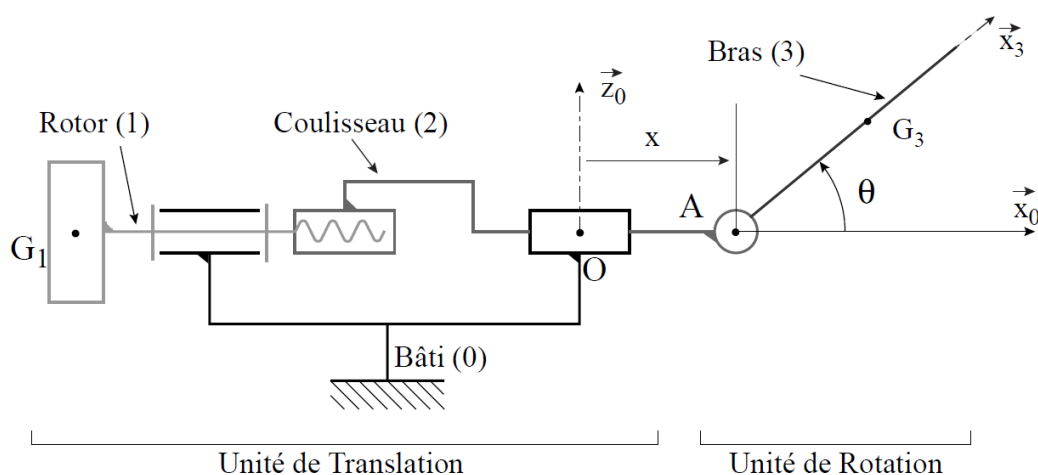 Bras (3)
x₃
z₀
Rotor (1)
Coulisseau (2)
x
G₃
A
θ
x₀
G₁
O
Bâti (0)
Unité de Translation
Unité de Rotation